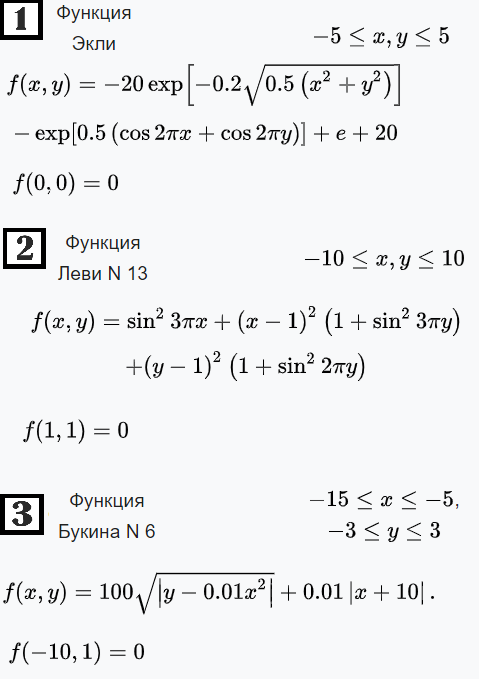 1 Функция
Экли
−5 ≤ x, y ≤ 5
f(x, y) = −20 exp[−0.2√(0.5 (x² + y²))]
− exp[0.5 (cos 2πx + cos 2πy)] + e + 20
f(0, 0) = 0
2 Функция
Леви N 13
−10 ≤ x, y ≤ 10
f(x, y) = sin² 3πx + (x − 1)² (1 + sin² 3πy)
+(y − 1)² (1 + sin² 2πy)
f(1, 1) = 0
3 Функция
Букина N 6
−15 ≤ x ≤ −5,
−3 ≤ y ≤ 3
f(x, y) = 100√|y − 0.01x²| + 0.01 |x + 10| .
f(−10, 1) = 0